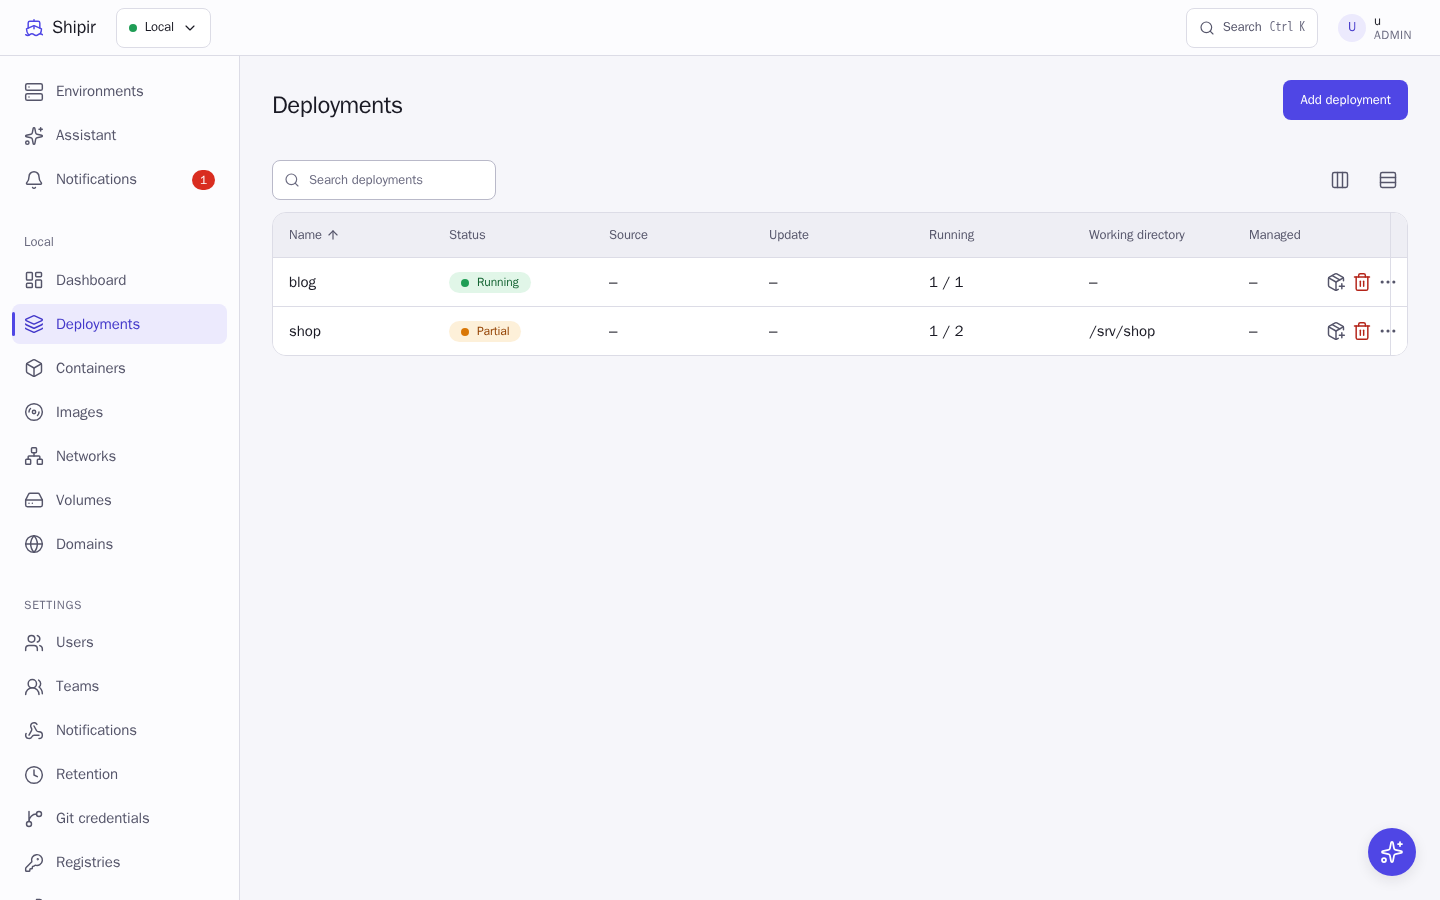 Shipir
Local
Search Ctrl K
U
u
ADMIN
Environments
Assistant
Notifications 1
Local
Dashboard
Deployments
Containers
Images
Networks
Volumes
Domains
SETTINGS
Users
Teams
Notifications
Retention
Git credentials
Registries
Deployments
Add deployment
Search deployments
Name Status Source Update Running Working directory Managed
blog Running – – 1 / 1 – –
shop Partial – – 1 / 2 /srv/shop –